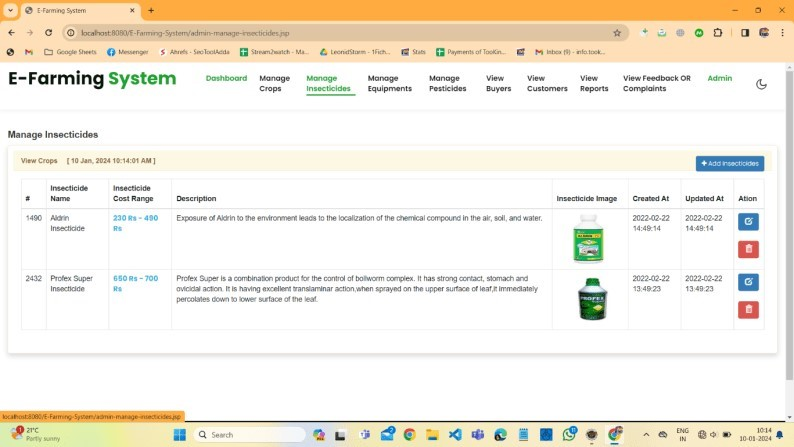 E-Farming System
localhost:8080/E-Farming-System/admin-manage-insecticides.jsp
Google Sheets
Messenger
Ahrefs - SeoToolAdda
Stream2watch - Ma...
LeonidStarm - 1Fich...
Stats
Payments of TooKin...
Inbox (9) - info.took...
E-Farming System
Dashboard
Manage Crops
Manage Insecticides
Manage Equipments
Manage Pesticides
View Buyers
View Customers
View Reports
View Feedback OR Complaints
Admin
Manage Insecticides
View Crops [ 10 Jan, 2024 10:14:01 AM ]
+Add Insecticides
# Insecticide Name Insecticide Cost Range Description Insecticide Image Created At Updated At Action
1490 Aldrin Insecticide 230 Rs - 490 Rs Exposure of Aldrin to the environment leads to the localization of the chemical compound in the air, soil, and water. 2022-02-22 14:49:14 2022-02-22 14:49:14
2432 Profex Super Insecticide 650 Rs - 700 Rs Profex Super is a combination product for the control of bollworm complex. It has strong contact, stomach and
ovicidal action. It is having excellent translaminar action,when sprayed on the upper surface of leaf,it immediately
percolates down to lower surface of the leaf. 2022-02-22 13:49:23 2022-02-22 13:49:23
PROFEX
localhost:8080/E-Farming-System/admin-manage-insecticides.jsp
21°C
Partly sunny
Search
ENG
IN
10:14
10-01-2024